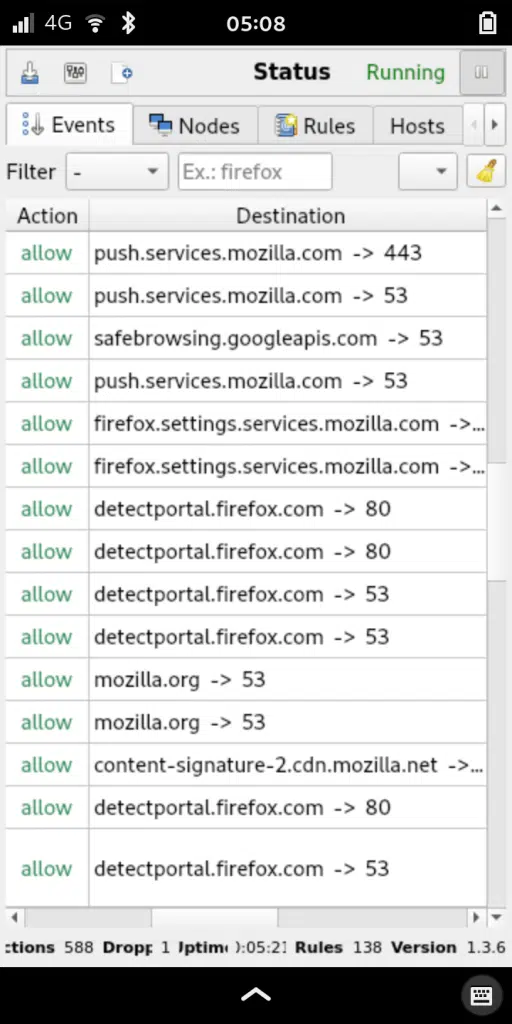 4G 05:08
Status Running
Events Nodes Rules Hosts
Filter - Ex.: firefox
Action Destination
allow push.services.mozilla.com -> 443
allow push.services.mozilla.com -> 53
allow safebrowsing.googleapis.com -> 53
allow push.services.mozilla.com -> 53
allow firefox.settings.services.mozilla.com ->...
allow firefox.settings.services.mozilla.com ->...
allow detectportal.firefox.com -> 80
allow detectportal.firefox.com -> 80
allow detectportal.firefox.com -> 53
allow detectportal.firefox.com -> 53
allow mozilla.org -> 53
allow mozilla.org -> 53
allow content-signature-2.cdn.mozilla.net ->...
allow detectportal.firefox.com -> 80
allow detectportal.firefox.com -> 53
ctions 588 Dropp 1 Uptime ):05:21 Rules 138 Version 1.3.6